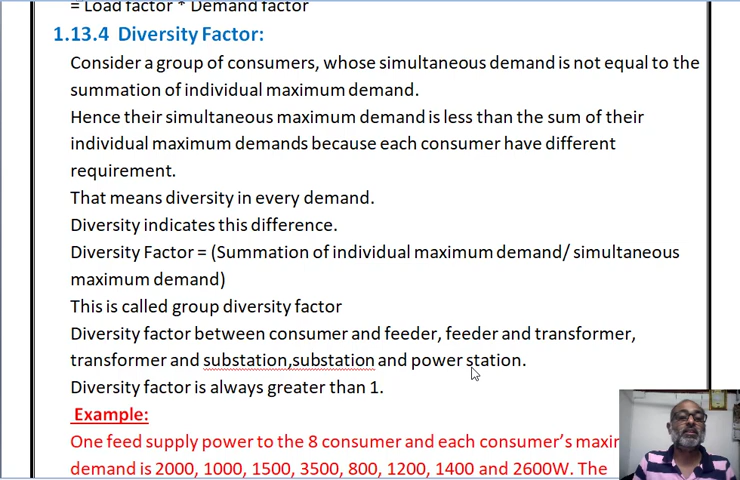 = Load factor * Demand factor
1.13.4 Diversity Factor:
Consider a group of consumers, whose simultaneous demand is not equal to the
summation of individual maximum demand.
Hence their simultaneous maximum demand is less than the sum of their
individual maximum demands because each consumer have different
requirement.
That means diversity in every demand.
Diversity indicates this difference.
Diversity Factor = (Summation of individual maximum demand/ simultaneous
maximum demand)
This is called group diversity factor
Diversity factor between consumer and feeder, feeder and transformer,
transformer and substation,substation and power station.
Diversity factor is always greater than 1.
Example:
One feed supply power to the 8 consumer and each consumer's
demand is 2000, 1000, 1500, 3500, 800, 1200, 1400 and 2600W. The